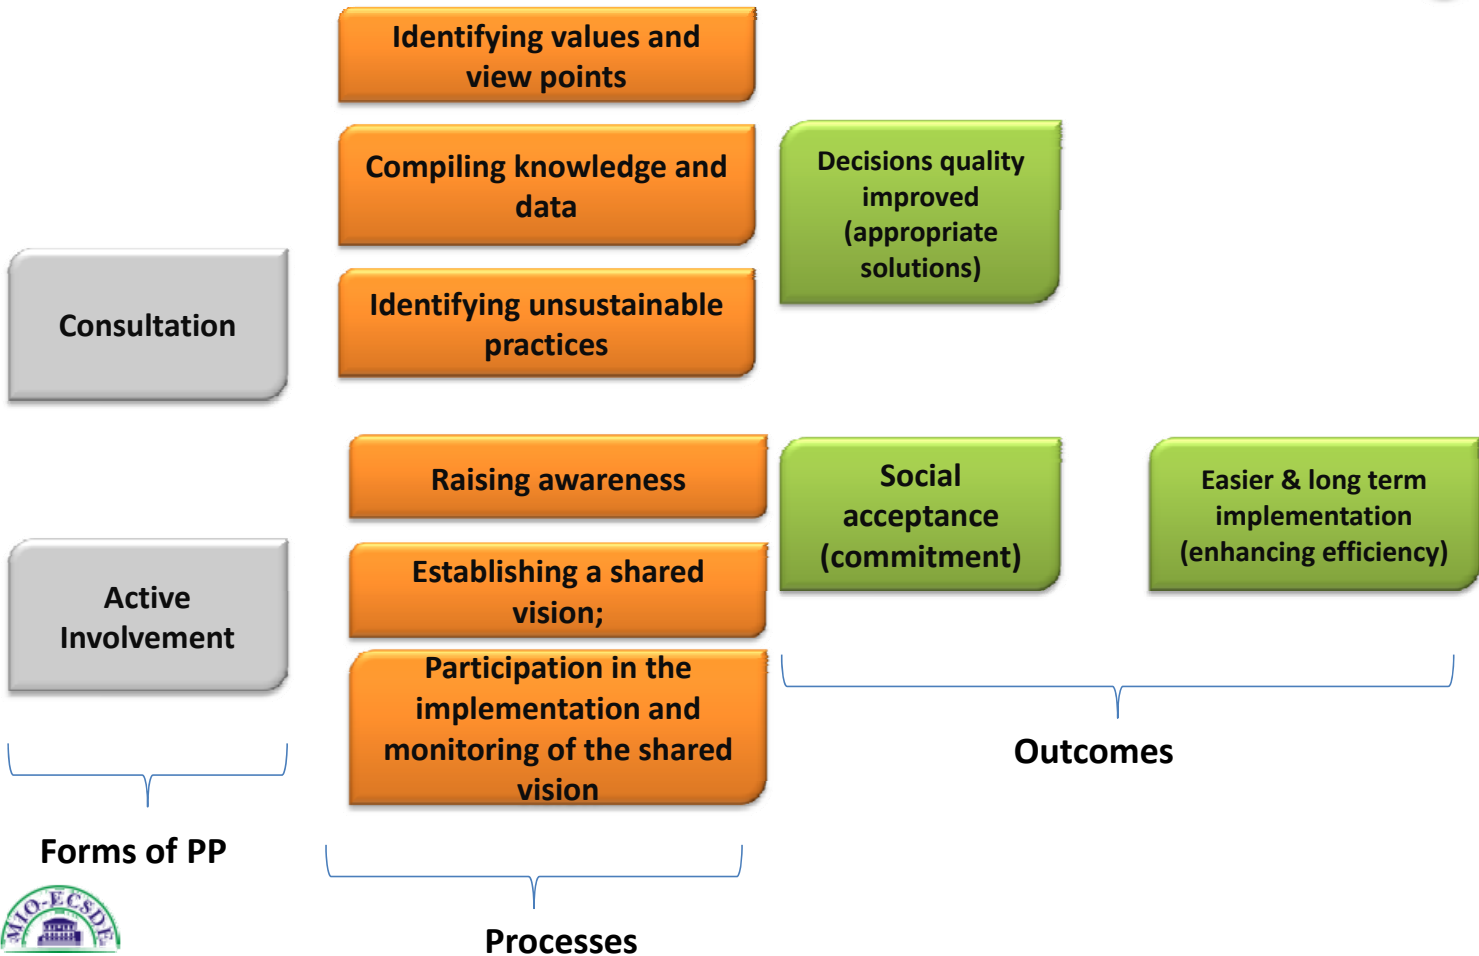 Identifying values and
view points
Compiling knowledge and
data
Identifying unsustainable
practices
Decisions quality
improved
(appropriate
solutions)
Consultation
Raising awareness
Establishing a shared
vision;
Participation in the
implementation and
monitoring of the shared
vision
Social
acceptance
(commitment)
Easier & long term
implementation
(enhancing efficiency)
Active
Involvement
Outcomes
Forms of PP
Processes
MIO-ECSDE